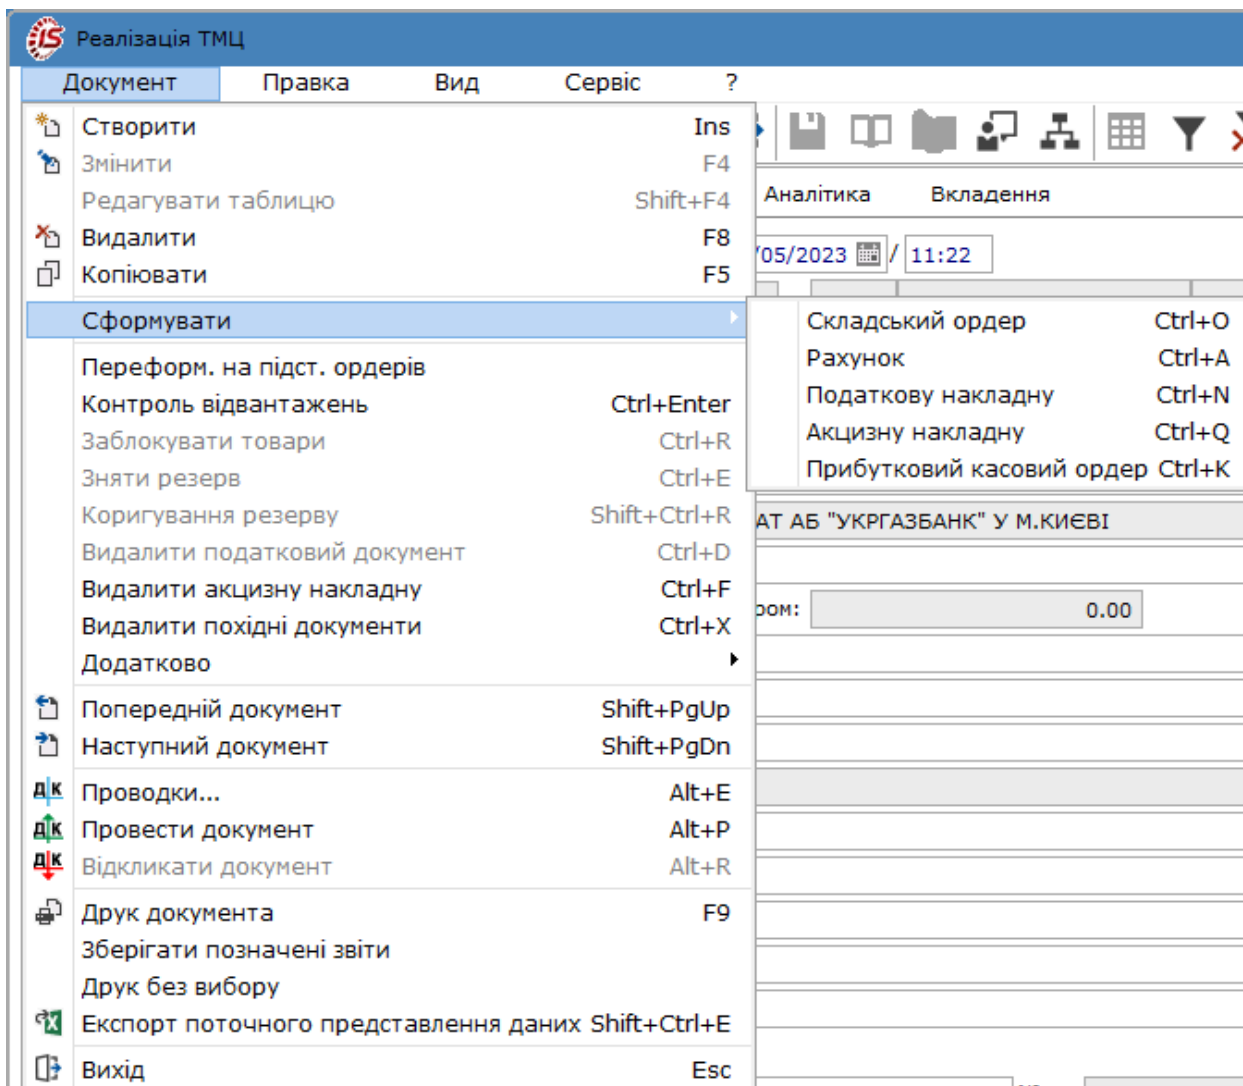 Реалізація ТМЦ
Документ Правка Вид Сервіс ?
Створити Ins
Змінити F4
Редагувати таблицю Shift+F4
Аналітика Вкладення
Видалити F8
/05/2023 / 11:22
Копіювати F5
Сформувати
Складський ордер Ctrl+O
Рахунок Ctrl+A
Податкову накладну Ctrl+N
Акцизну накладну Ctrl+Q
Прибутковий касовий ордер Ctrl+K
Переформ. на підст. ордерів
Контроль відвантажень Ctrl+Enter
Заблокувати товари Ctrl+R
Зняти резерв Ctrl+E
Коригування резерву Shift+Ctrl+R
АТ АБ "УКРГАЗБАНК" У М.КИЄВІ
Видалити податковий документ Ctrl+D
Видалити акцизну накладну Ctrl+F
ром: 0.00
Видалити похідні документи Ctrl+X
Додатково
Попередній документ Shift+PgUp
Наступний документ Shift+PgDn
Проводки... Alt+E
Провести документ Alt+P
Відкликати документ Alt+R
Друк документа F9
Зберігати позначені звіти
Друк без вибору
Експорт поточного представлення даних Shift+Ctrl+E
Вихід Esc